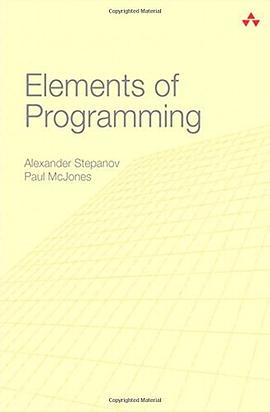 Copyrighted Material
Elements of
Programming
Alexander Stepanov
Paul McJones
Copyrighted Material